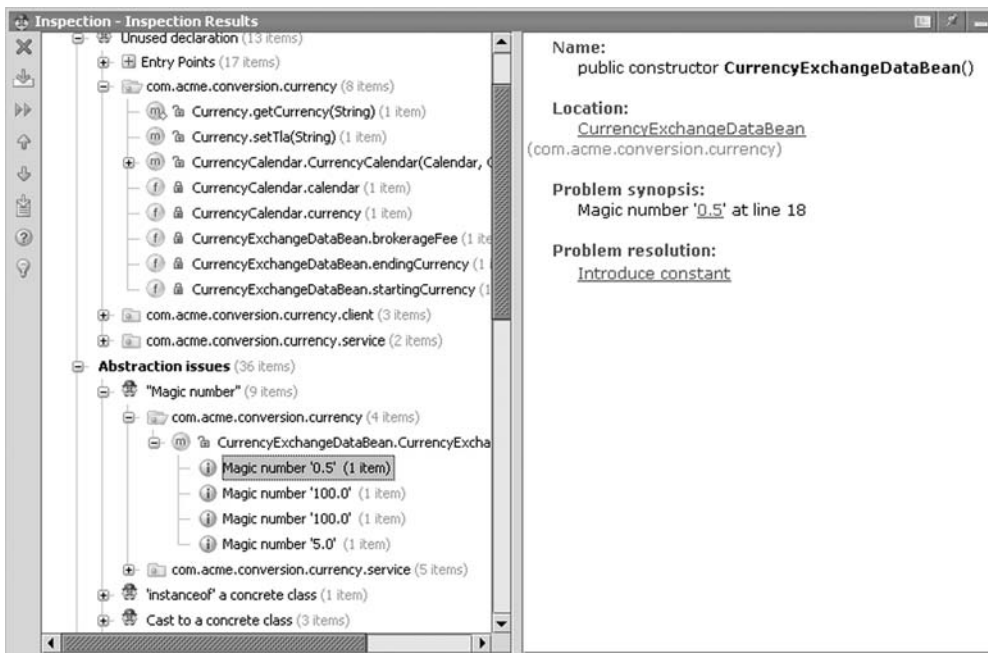 Inspection - Inspection Results
Unused declaration (13 items)
Entry Points (17 items)
com.acme.conversion.currency (8 items)
Currency.getCurrency(String) (1 item)
Currency.setTla(String) (1 item)
CurrencyCalendar.CurrencyCalendar(Calendar,
CurrencyCalendar.calendar (1 item)
CurrencyCalendar.currency (1 item)
CurrencyExchangeDataBean.brokerageFee (1 ite
CurrencyExchangeDataBean.endingCurrency (1
CurrencyExchangeDataBean.startingCurrency (1
com.acme.conversion.currency.client (3 items)
com.acme.conversion.currency.service (2 items)
Abstraction issues (36 items)
"Magic number" (9 items)
com.acme.conversion.currency (4 items)
CurrencyExchangeDataBean.CurrencyExcha
Magic number '0.5' (1 item)
Magic number '100.0' (1 item)
Magic number '100.0' (1 item)
Magic number '5.0' (1 item)
com.acme.conversion.currency.service (5 items)
'instanceof' a concrete class (1 item)
Cast to a concrete class (3 items)
Name:
public constructor CurrencyExchangeDataBean()
Location:
CurrencyExchangeDataBean
(com.acme.conversion.currency)
Problem synopsis:
Magic number '0.5' at line 18
Problem resolution:
Introduce constant